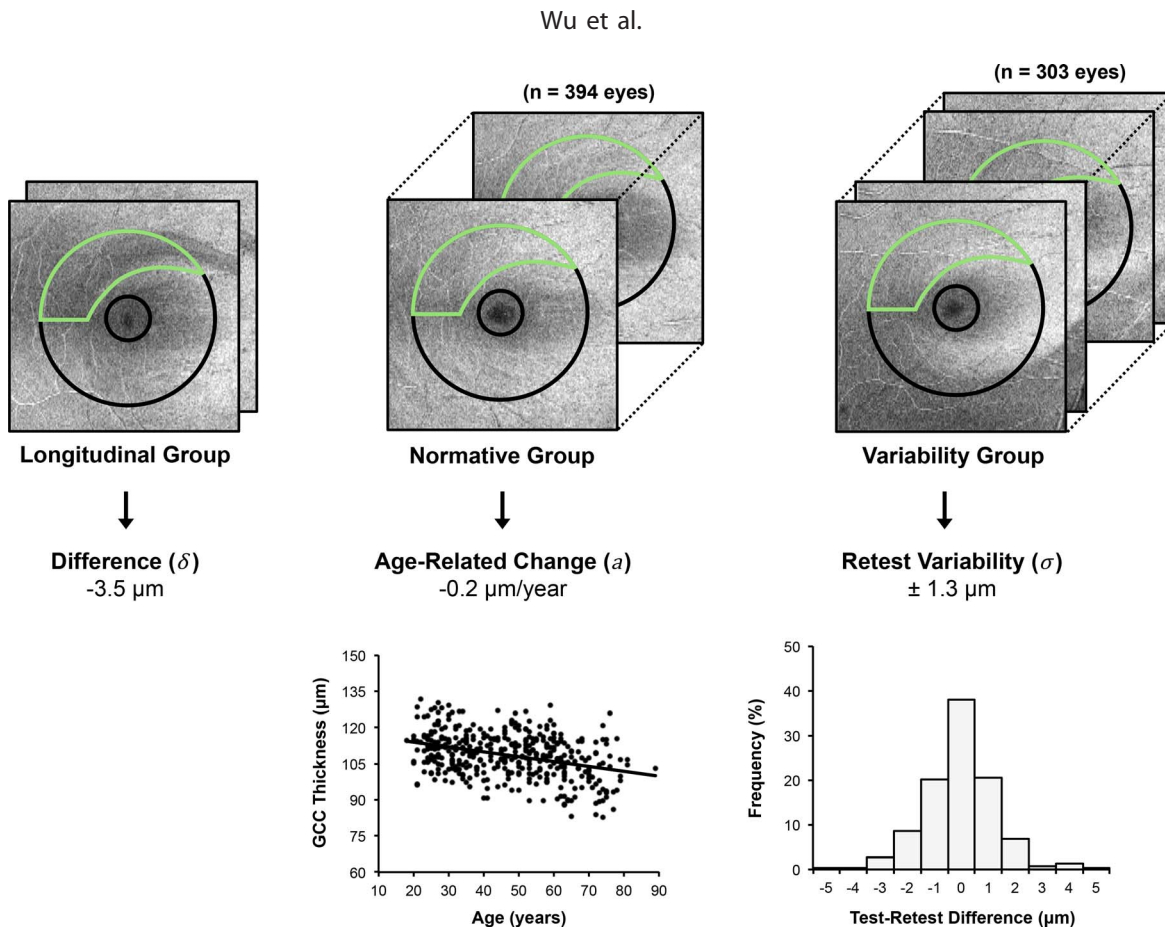 Wu et al.
(n = 394 eyes)
(n = 303 eyes)
Longitudinal Group
Normative Group
Variability Group
Difference (δ)
-3.5 µm
Age-Related Change (a)
-0.2 µm/year
Retest Variability (σ)
± 1.3 µm
GCC Thickness (µm)
150
135
120
105
90
75
60
10 20 30 40 50 60 70 80 90
Age (years)
Frequency (%)
50
40
30
20
10
0
-5 -4 -3 -2 -1 0 1 2 3 4 5
Test-Retest Difference (µm)